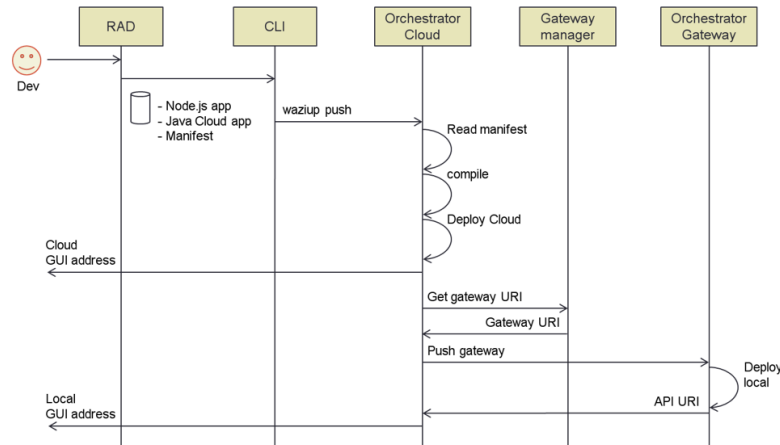 RAD
CLI
Orchestrator
Cloud
Gateway
manager
Orchestrator
Gateway
Dev
- Node.js app
- Java Cloud app
- Manifest
waziup push
Read manifest
compile
Deploy Cloud
Cloud
GUI address
Get gateway URI
Gateway URI
Push gateway
Deploy
local
API URI
Local
GUI address